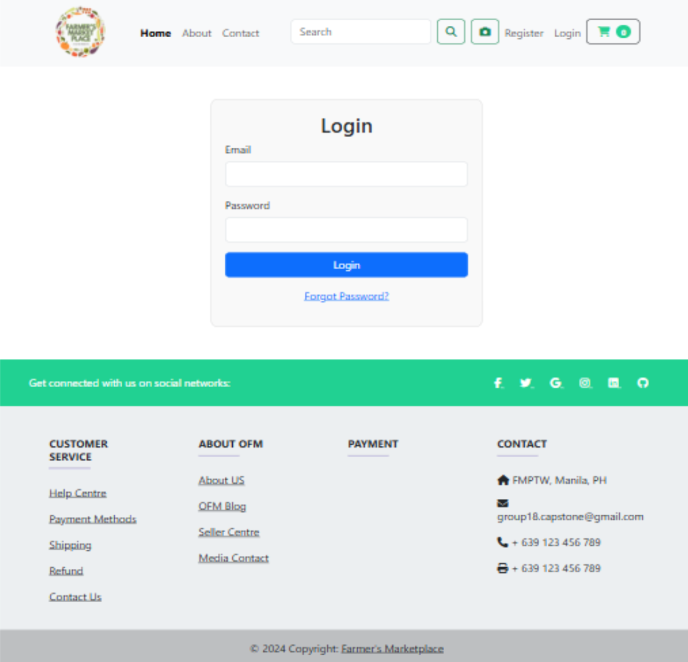 FARMER'S
MARKET
PLACE
Home About Contact Search Register Login 0
Login
Email
Password
Login
Forgot Password?
Get connected with us on social networks:
CUSTOMER
SERVICE
Help Centre
Payment Methods
Shipping
Refund
Contact Us
ABOUT OFM
About US
OFM Blog
Seller Centre
Media Contact
PAYMENT
CONTACT
FMPTW, Manila, PH
group18.capstone@gmail.com
+ 639 123 456 789
+ 639 123 456 789
© 2024 Copyright: Farmer's Marketplace